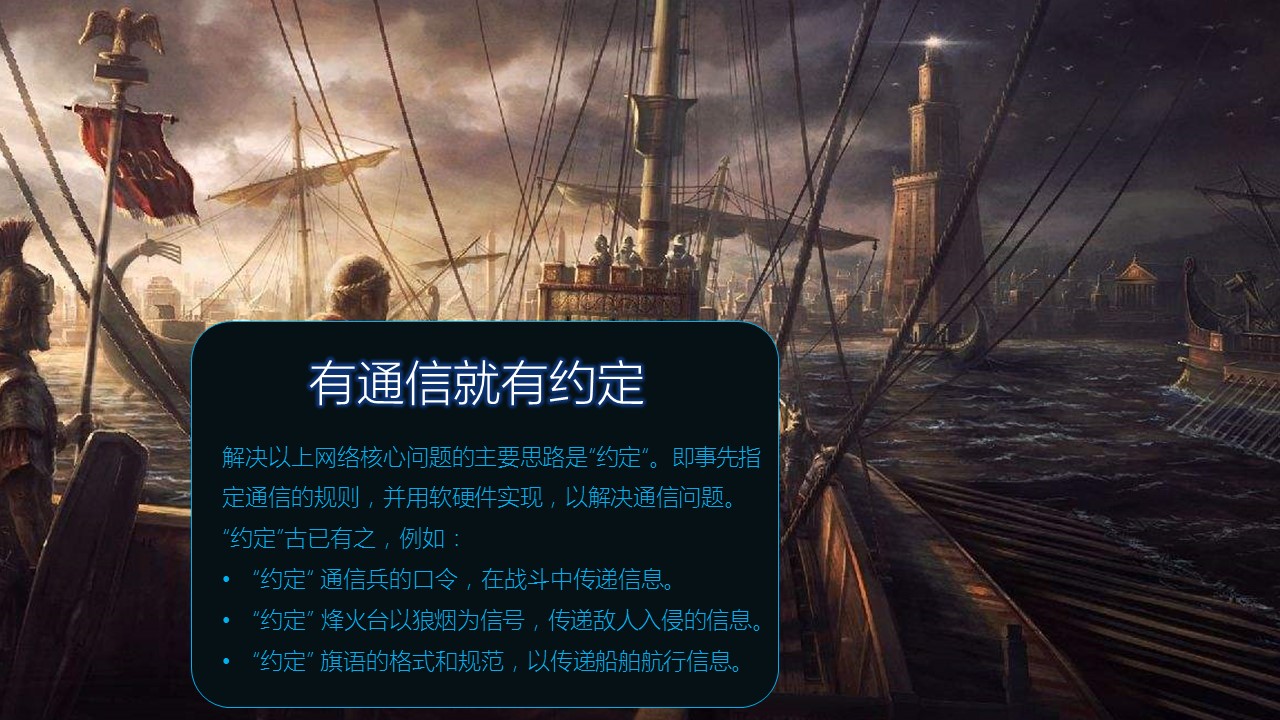 有通信就有约定
解决以上网络核心问题的主要思路是“约定”。即事先指
定通信的规则，并用软硬件实现，以解决通信问题。
“约定”古已有之，例如：
• “约定” 通信兵的口令，在战斗中传递信息。
• “约定” 烽火台以狼烟为信号，传递敌人入侵的信息。
• “约定” 旗语的格式和规范，以传递船舶航行信息。